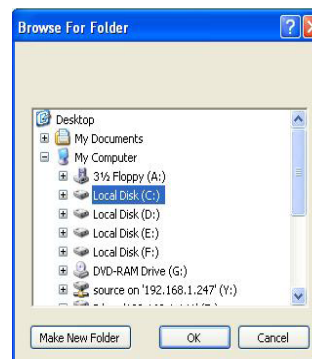 Browse For Folder
Desktop
My Documents
My Computer
3½ Floppy (A:)
Local Disk (C:)
Local Disk (D:)
Local Disk (E:)
Local Disk (F:)
DVD-RAM Drive (G:)
source on '192.168.1.247' (Y:)
Make New Folder
OK
Cancel